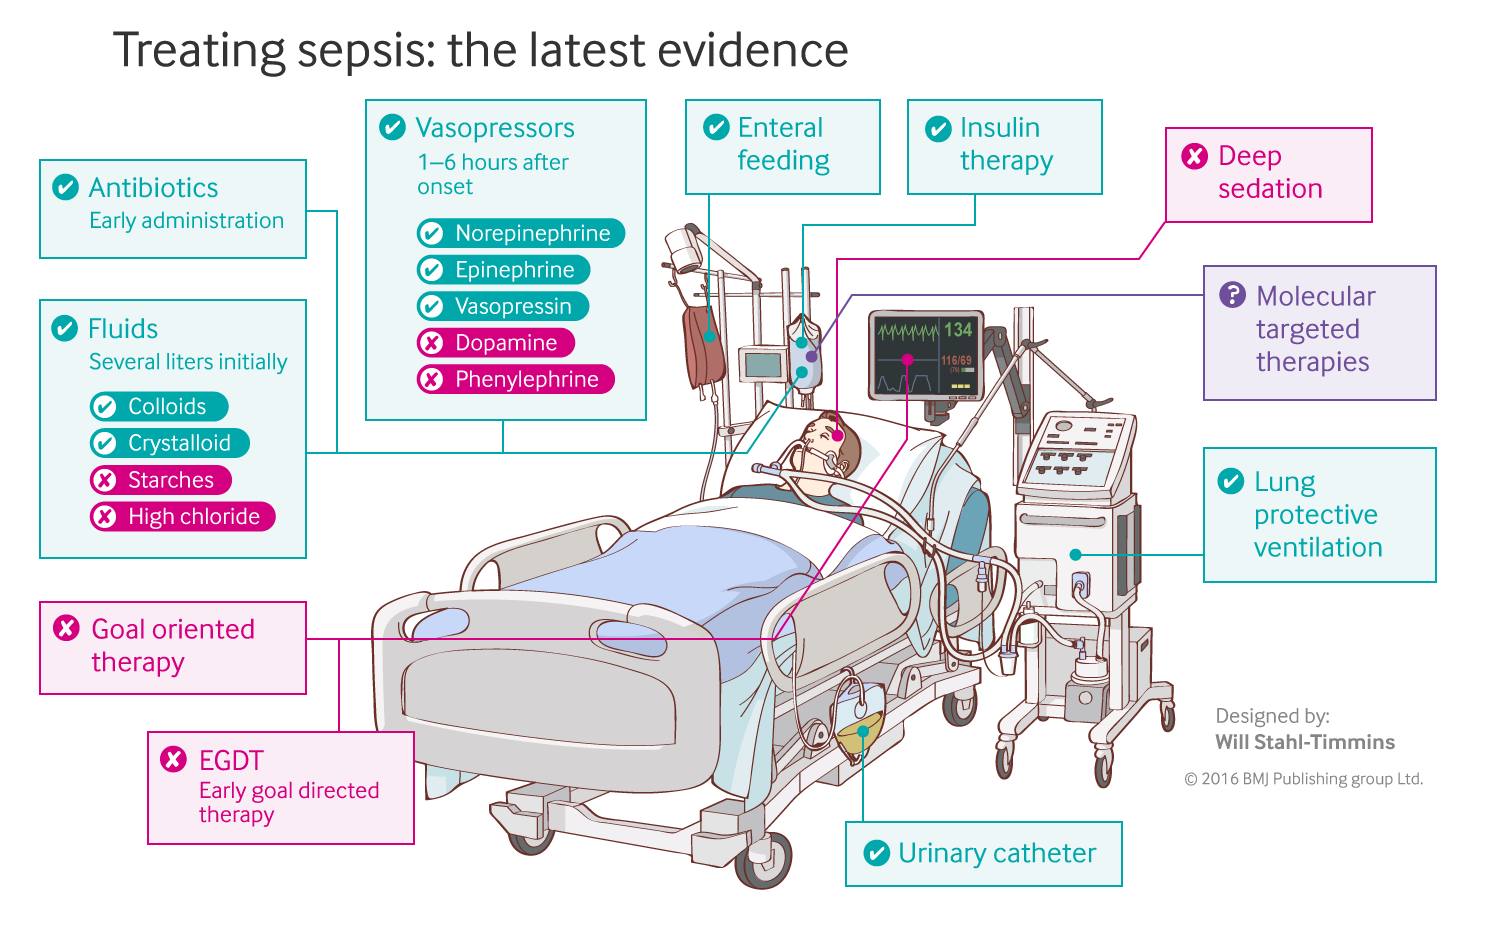 Treating sepsis: the latest evidence
Antibiotics
Early administration
Fluids
Several liters initially
Colloids
Crystalloid
Starches
High chloride
Vasopressors
1–6 hours after
onset
Norepinephrine
Epinephrine
Vasopressin
Dopamine
Phenylephrine
Enteral
feeding
Insulin
therapy
Deep
sedation
Molecular
targeted
therapies
134
116/69
(79)
Lung
protective
ventilation
Goal oriented
therapy
EGDT
Early goal directed
therapy
Urinary catheter
Designed by:
Will Stahl-Timmins
© 2016 BMJ Publishing group Ltd.